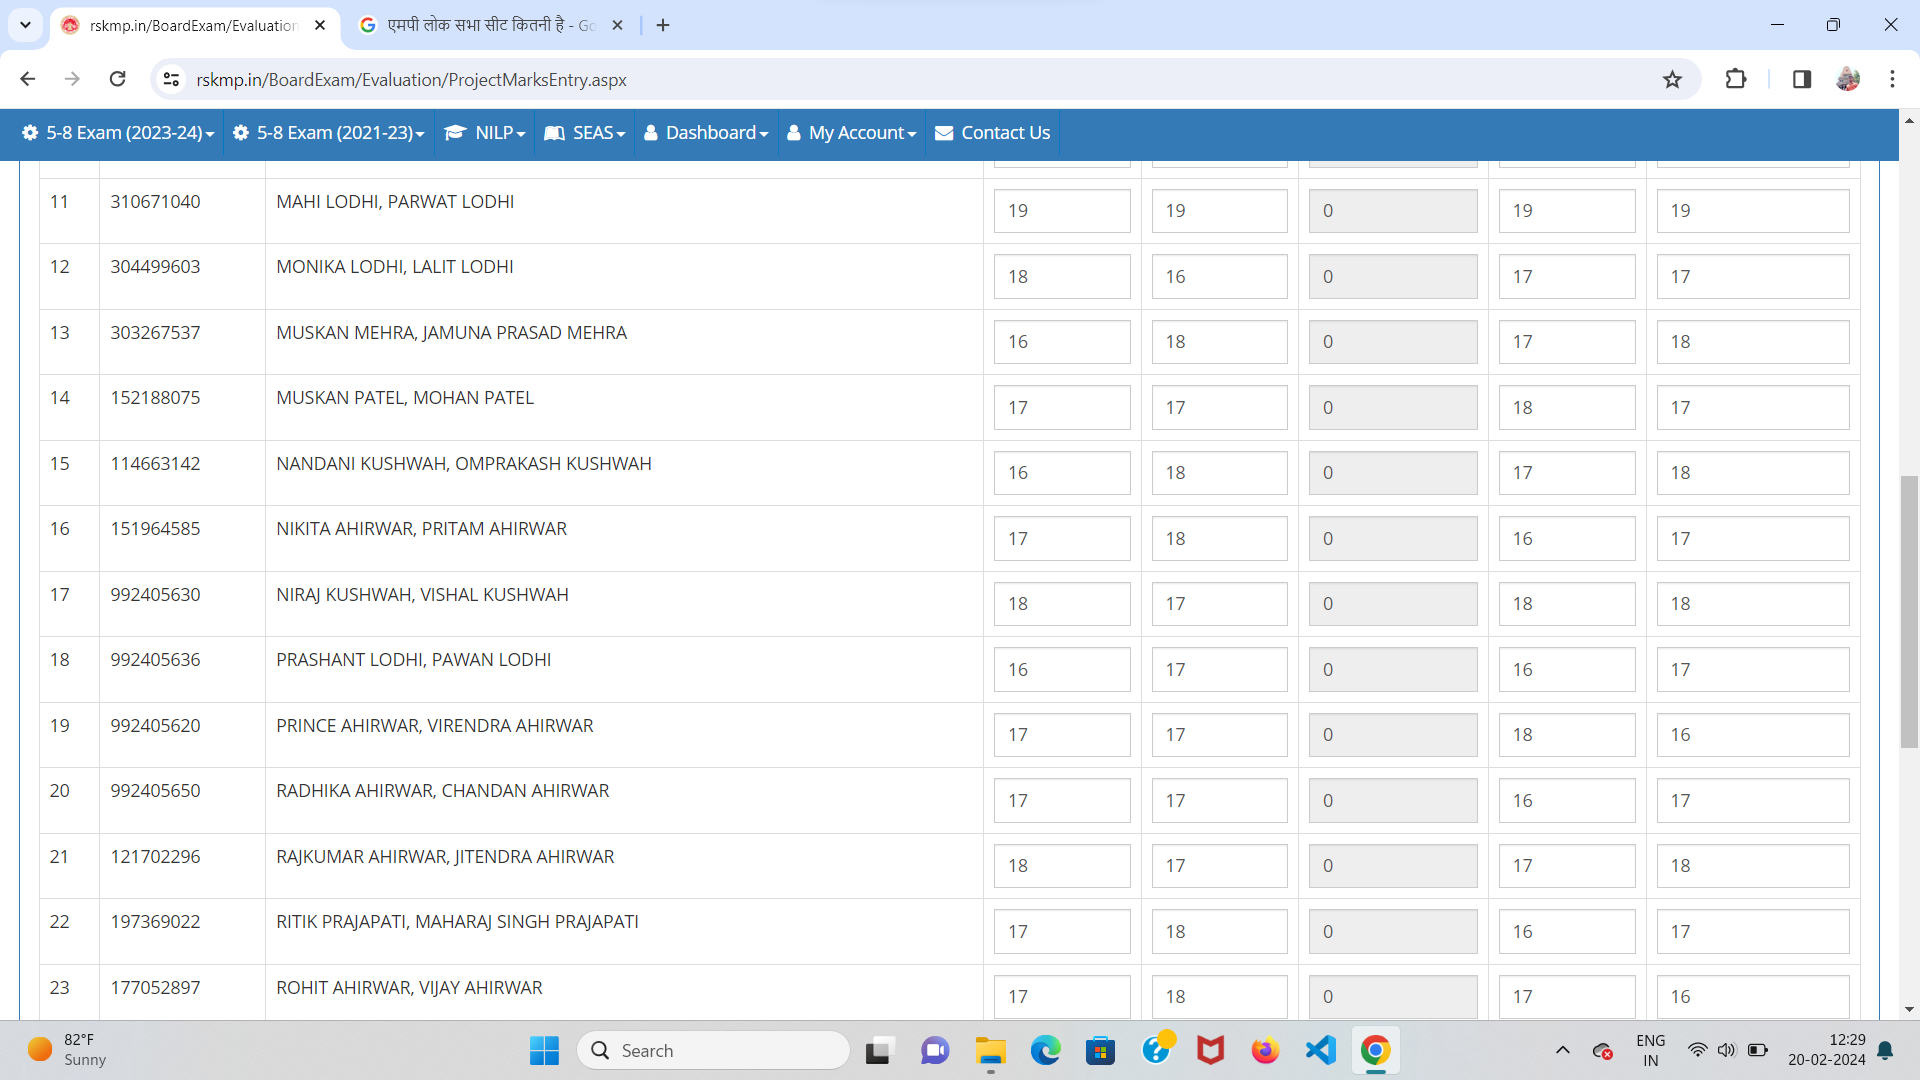 rskmp.in/BoardExam/Evaluation
एमपी लोक सभा सीट कितनी है - Go
rskmp.in/BoardExam/Evaluation/ProjectMarksEntry.aspx
5-8 Exam (2023-24) 5-8 Exam (2021-23) NILP SEAS Dashboard My Account Contact Us
11 310671040 MAHI LODHI, PARWAT LODHI 19 19 0 19 19
12 304499603 MONIKA LODHI, LALIT LODHI 18 16 0 17 17
13 303267537 MUSKAN MEHRA, JAMUNA PRASAD MEHRA 16 18 0 17 18
14 152188075 MUSKAN PATEL, MOHAN PATEL 17 17 0 18 17
15 114663142 NANDANI KUSHWAH, OMPRAKASH KUSHWAH 16 18 0 17 18
16 151964585 NIKITA AHIRWAR, PRITAM AHIRWAR 17 18 0 16 17
17 992405630 NIRAJ KUSHWAH, VISHAL KUSHWAH 18 17 0 18 18
18 992405636 PRASHANT LODHI, PAWAN LODHI 16 17 0 16 17
19 992405620 PRINCE AHIRWAR, VIRENDRA AHIRWAR 17 17 0 18 16
20 992405650 RADHIKA AHIRWAR, CHANDAN AHIRWAR 17 17 0 16 17
21 121702296 RAJKUMAR AHIRWAR, JITENDRA AHIRWAR 18 17 0 17 18
22 197369022 RITIK PRAJAPATI, MAHARAJ SINGH PRAJAPATI 17 18 0 16 17
23 177052897 ROHIT AHIRWAR, VIJAY AHIRWAR 17 18 0 17 16
82°F
Sunny
Search
ENG
IN
12:29
20-02-2024